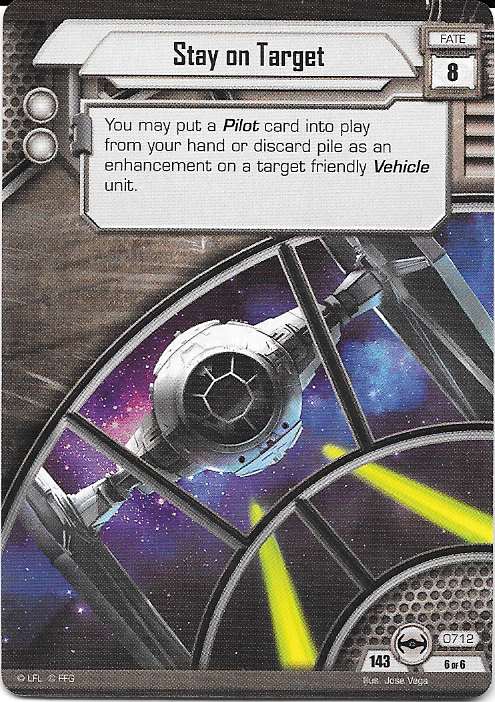 Stay on Target
FATE
8
You may put a Pilot card into play
from your hand or discard pile as an
enhancement on a target friendly Vehicle
unit.
0712
143
6 OF 6
© LFL © FFG
Illus. Jose Vega